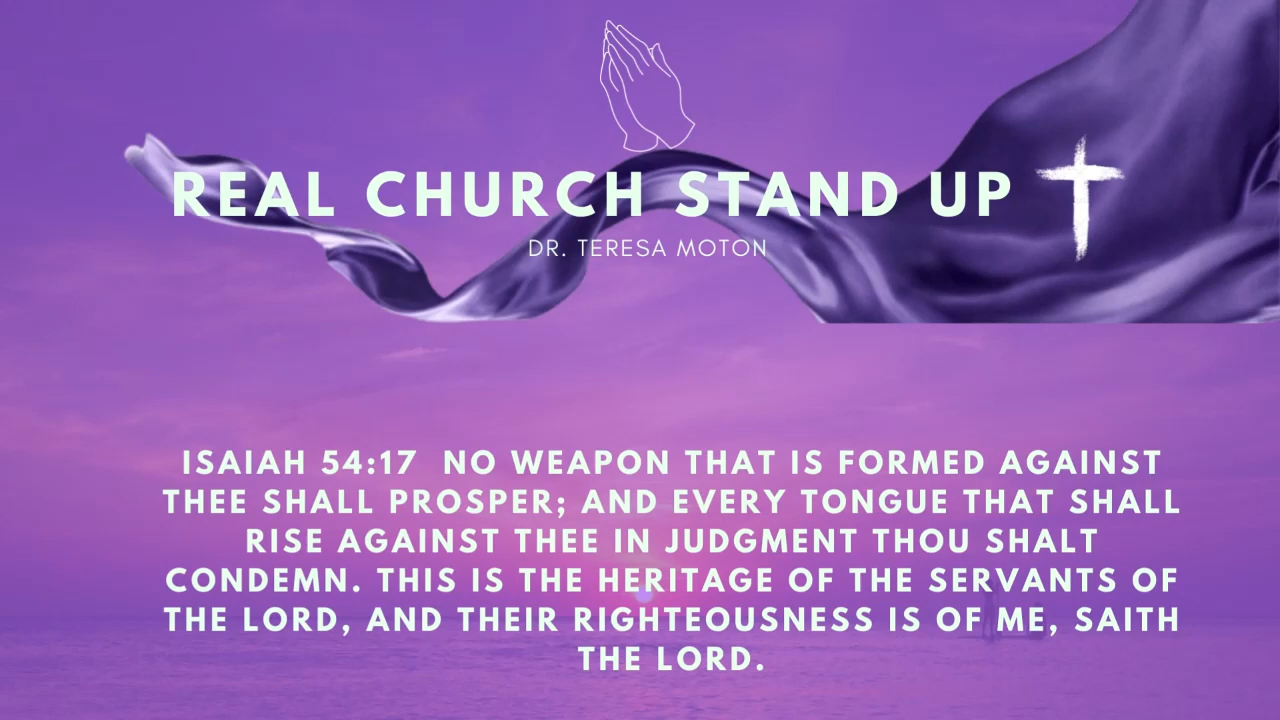 REAL CHURCH STAND UP
DR. TERESA MOTON
ISAIAH 54:17  NO WEAPON THAT IS FORMED AGAINST
THEE SHALL PROSPER; AND EVERY TONGUE THAT SHALL
RISE AGAINST THEE IN JUDGMENT THOU SHALT
CONDEMN. THIS IS THE HERITAGE OF THE SERVANTS OF
THE LORD, AND THEIR RIGHTEOUSNESS IS OF ME, SAITH
THE LORD.